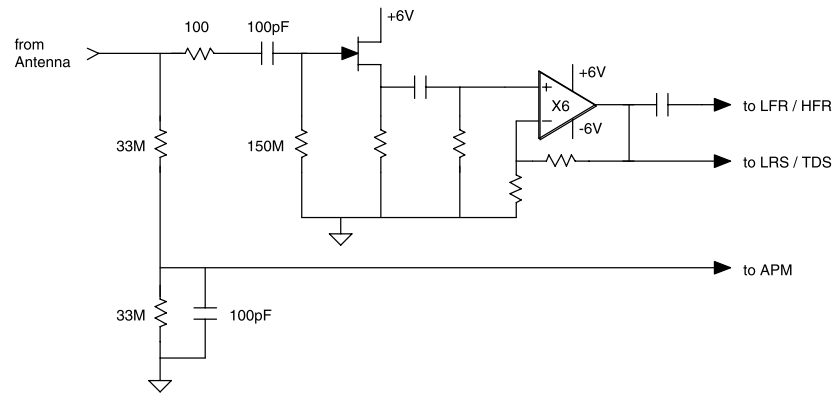 from
Antenna
100
100pF
+6V
+6V
+
X6
−
-6V
to LFR / HFR
33M
150M
to LRS / TDS
to APM
33M
100pF